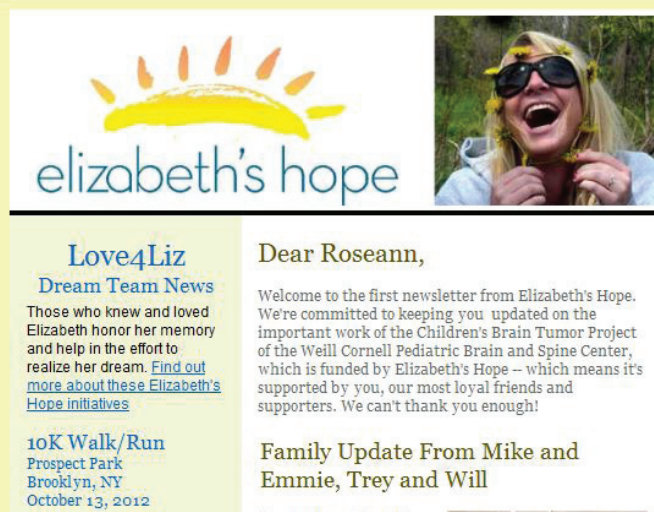 elizabeth's hope
Love4Liz
Dream Team News
Those who knew and loved
Elizabeth honor her memory
and help in the effort to
realize her dream. Find out
more about these Elizabeth's
Hope initiatives
10K Walk/Run
Prospect Park
Brooklyn, NY
October 13, 2012
Dear Roseann,
Welcome to the first newsletter from Elizabeth's Hope.
We're committed to keeping you updated on the
important work of the Children's Brain Tumor Project
of the Weill Cornell Pediatric Brain and Spine Center,
which is funded by Elizabeth's Hope -- which means it's
supported by you, our most loyal friends and
supporters. We can't thank you enough!
Family Update From Mike and
Emmie, Trey and Will